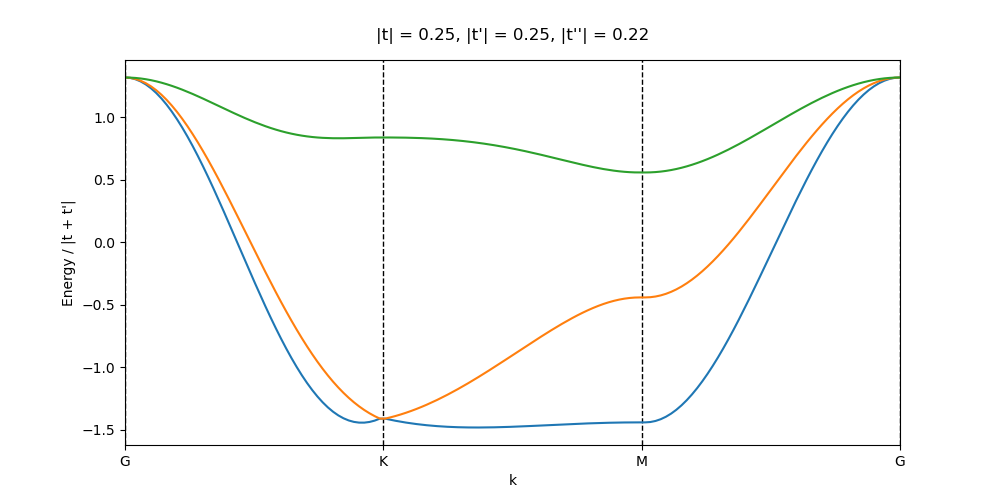 |t| = 0.25, |t'| = 0.25, |t''| = 0.22
Energy / |t + t'|
1.0
0.5
0.0
−0.5
−1.0
−1.5
G
K
M
G
k